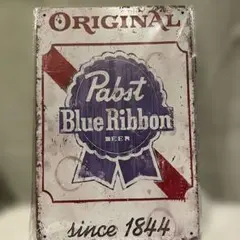 ORIGINAL
Pabst
Blue Ribbon
BEER
since 1844